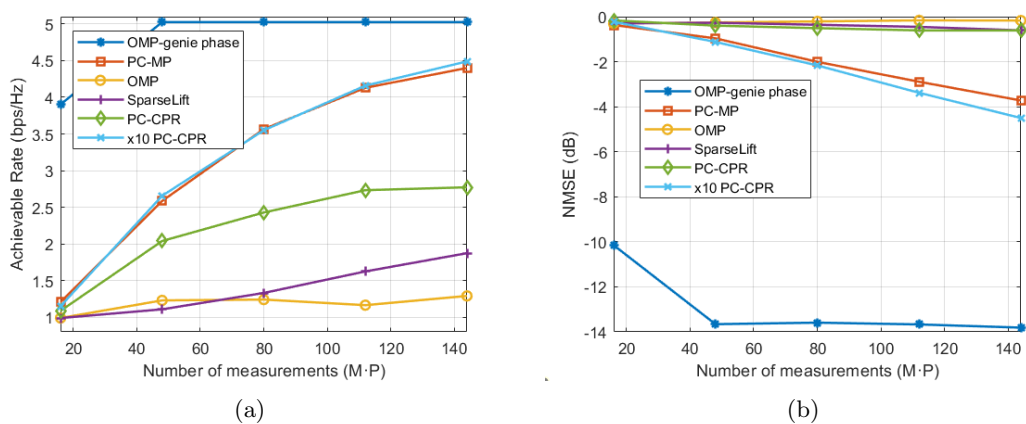 5
4.5
4
3.5
3
2.5
2
1.5
1
Achievable Rate (bps/Hz)
OMP-genie phase
PC-MP
OMP
SparseLift
PC-CPR
x10 PC-CPR
20 40 60 80 100 120 140
Number of measurements (M·P)
(a)
0
-2
-4
-6
-8
-10
-12
-14
NMSE (dB)
OMP-genie phase
PC-MP
OMP
SparseLift
PC-CPR
x10 PC-CPR
20 40 60 80 100 120 140
Number of measurements (M·P)
(b)